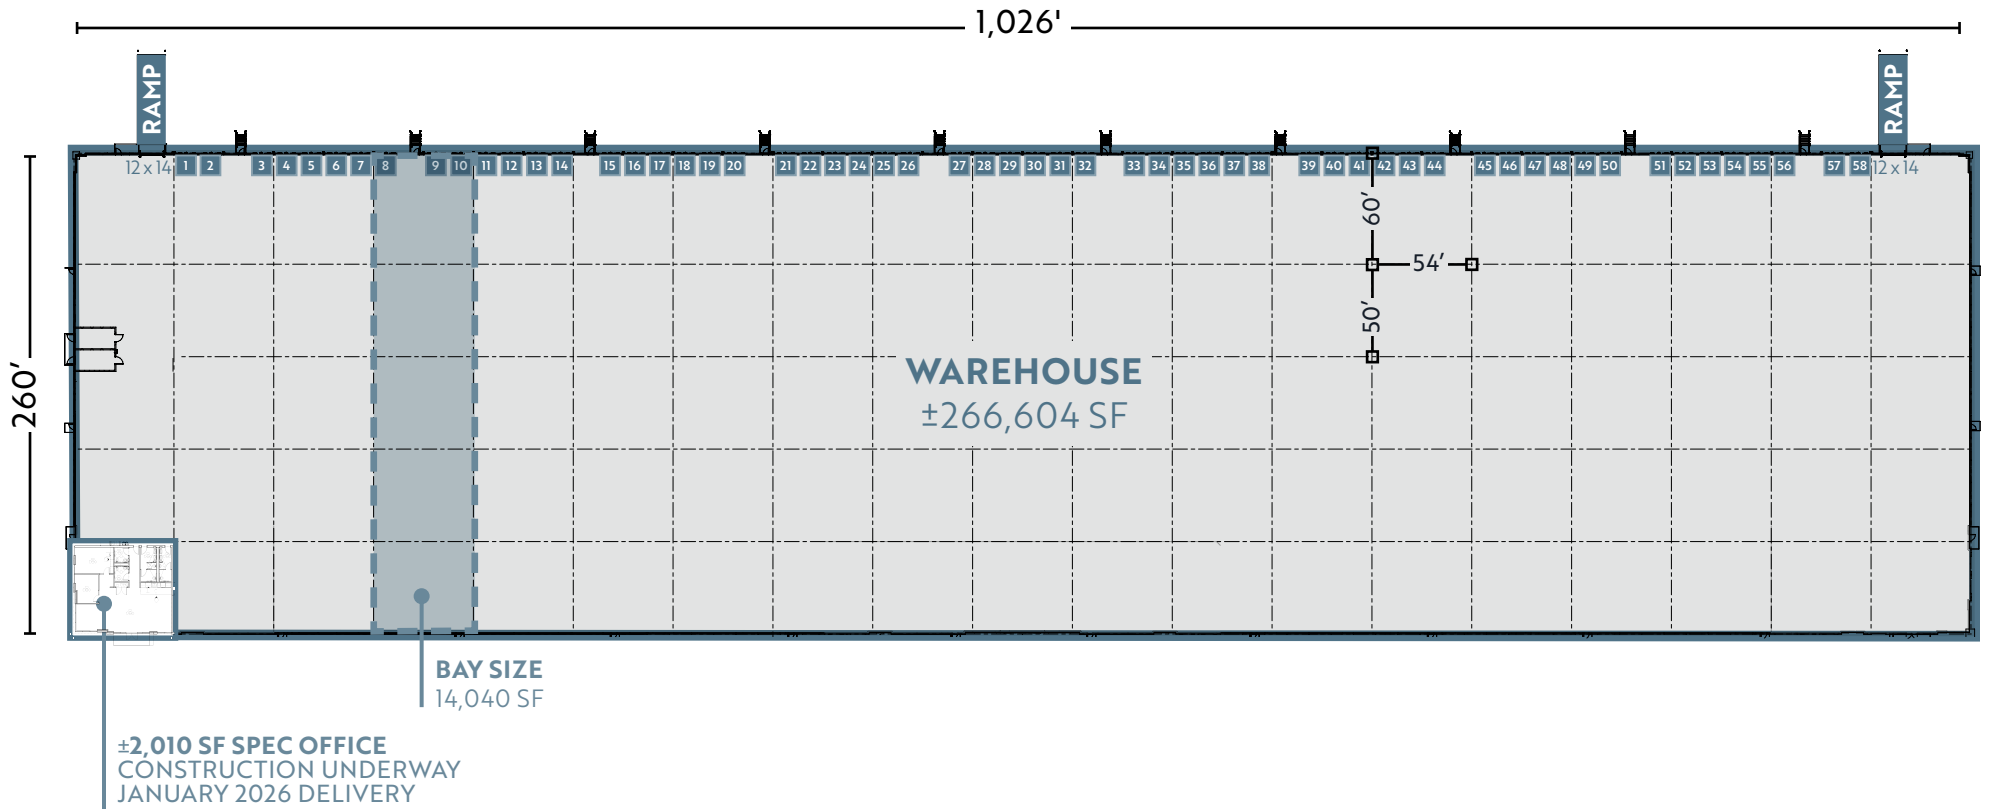 1,026'
RAMP
RAMP
12 x 14 1 2 3 4 5 6 7 8 9 10 11 12 13 14 15 16 17 18 19 20 21 22 23 24 25 26 27 28 29 30 31 32 33 34 35 36 37 38 39 40 41 42 43 44 45 46 47 48 49 50 51 52 53 54 55 56 57 58 12 x 14
60’
54’
50’
260’
WAREHOUSE
±266,604 SF
BAY SIZE
14,040 SF
±2,010 SF SPEC OFFICE
CONSTRUCTION UNDERWAY
JANUARY 2026 DELIVERY